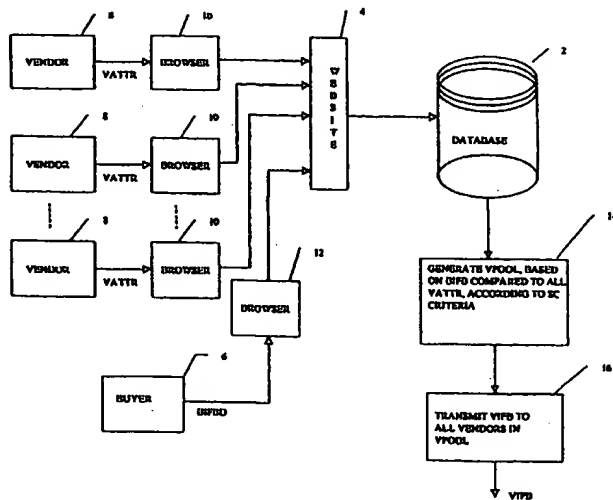 8
10
4
VENDOR
VATTR
BROWSER
2
8
10
WEBSITE
VENDOR
VATTR
BROWSER
DATABASE
8
10
VENDOR
VATTR
BROWSER
12
BROWSER
GENERATE VPOOL, BASED
ON BIFD COMPARED TO ALL
VATTR, ACCORDING TO SC
CRITERIA
6
BUYER
16
TRANSMIT VIFB TO
ALL VENDORS IN
VPOOL
VIFB